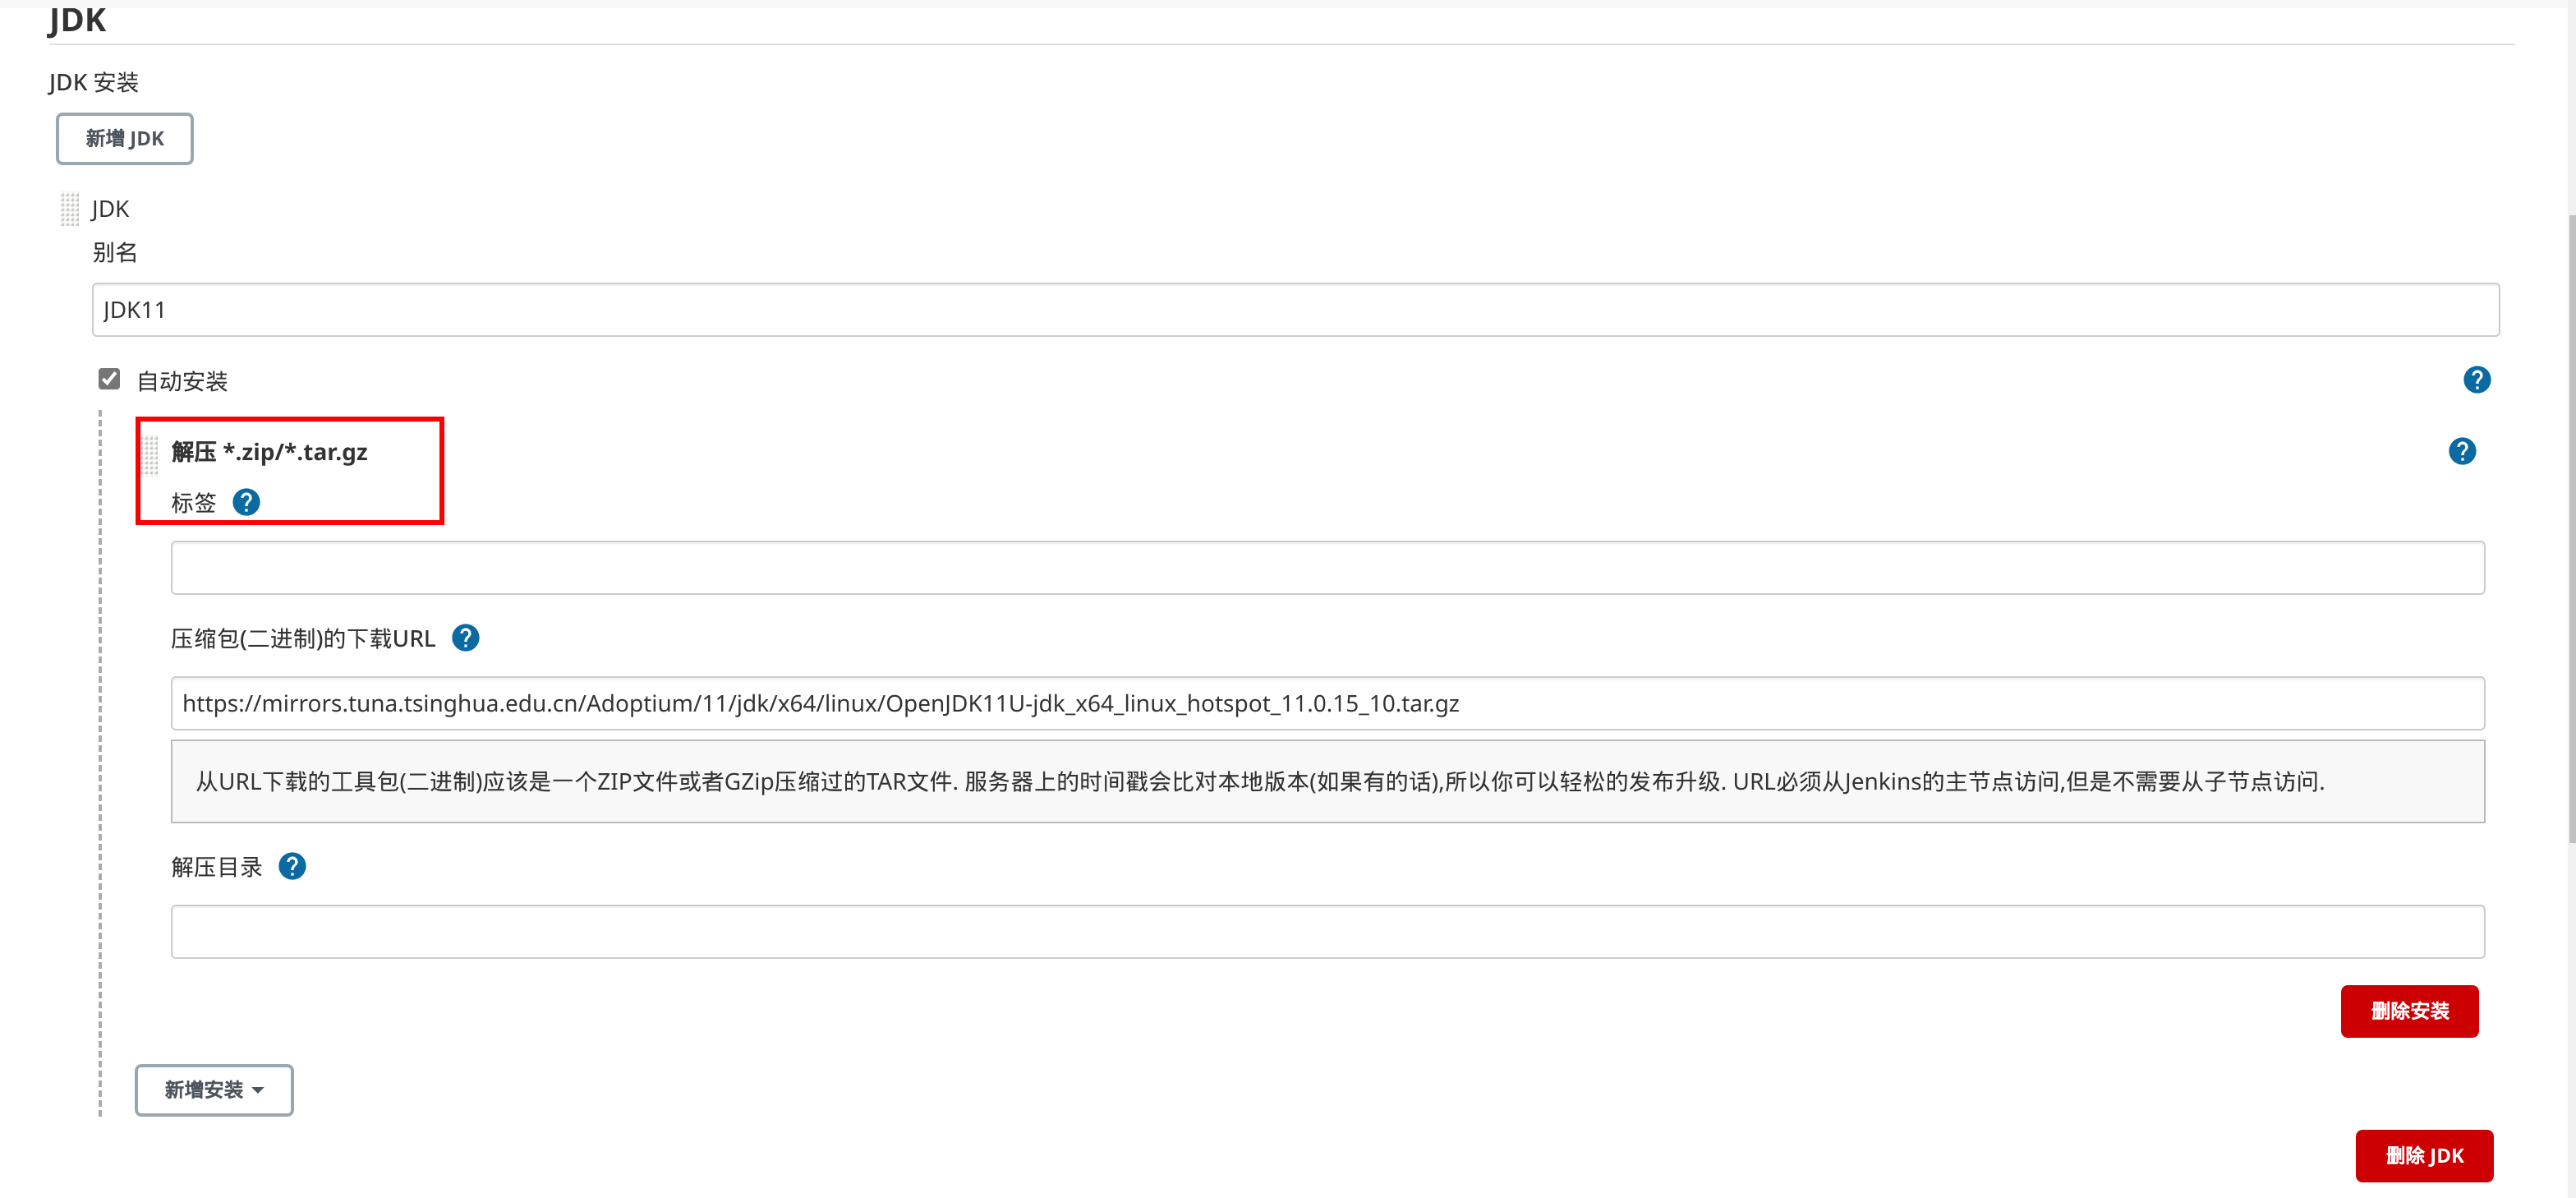 JDK
JDK 安装
新增 JDK
JDK
别名
JDK11
自动安装
解压 *.zip/*.tar.gz
标签
压缩包(二进制)的下载URL
https://mirrors.tuna.tsinghua.edu.cn/Adoptium/11/jdk/x64/linux/OpenJDK11U-jdk_x64_linux_hotspot_11.0.15_10.tar.gz
从URL下载的工具包(二进制)应该是一个ZIP文件或者GZip压缩过的TAR文件. 服务器上的时间戳会比对本地版本(如果有的话),所以你可以轻松的发布升级. URL必须从Jenkins的主节点访问,但是不需要从子节点访问.
解压目录
删除安装
新增安装
删除 JDK